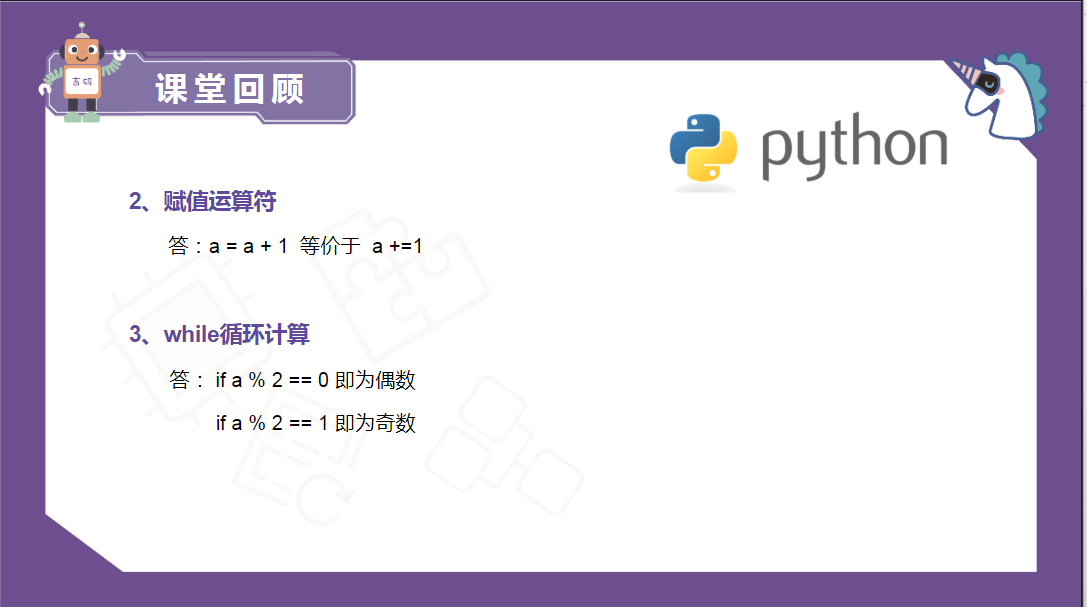 课堂回顾
python
2、赋值运算符
答：a = a + 1 等价于 a +=1
3、while循环计算
答： if a % 2 == 0 即为偶数
if a % 2 == 1 即为奇数